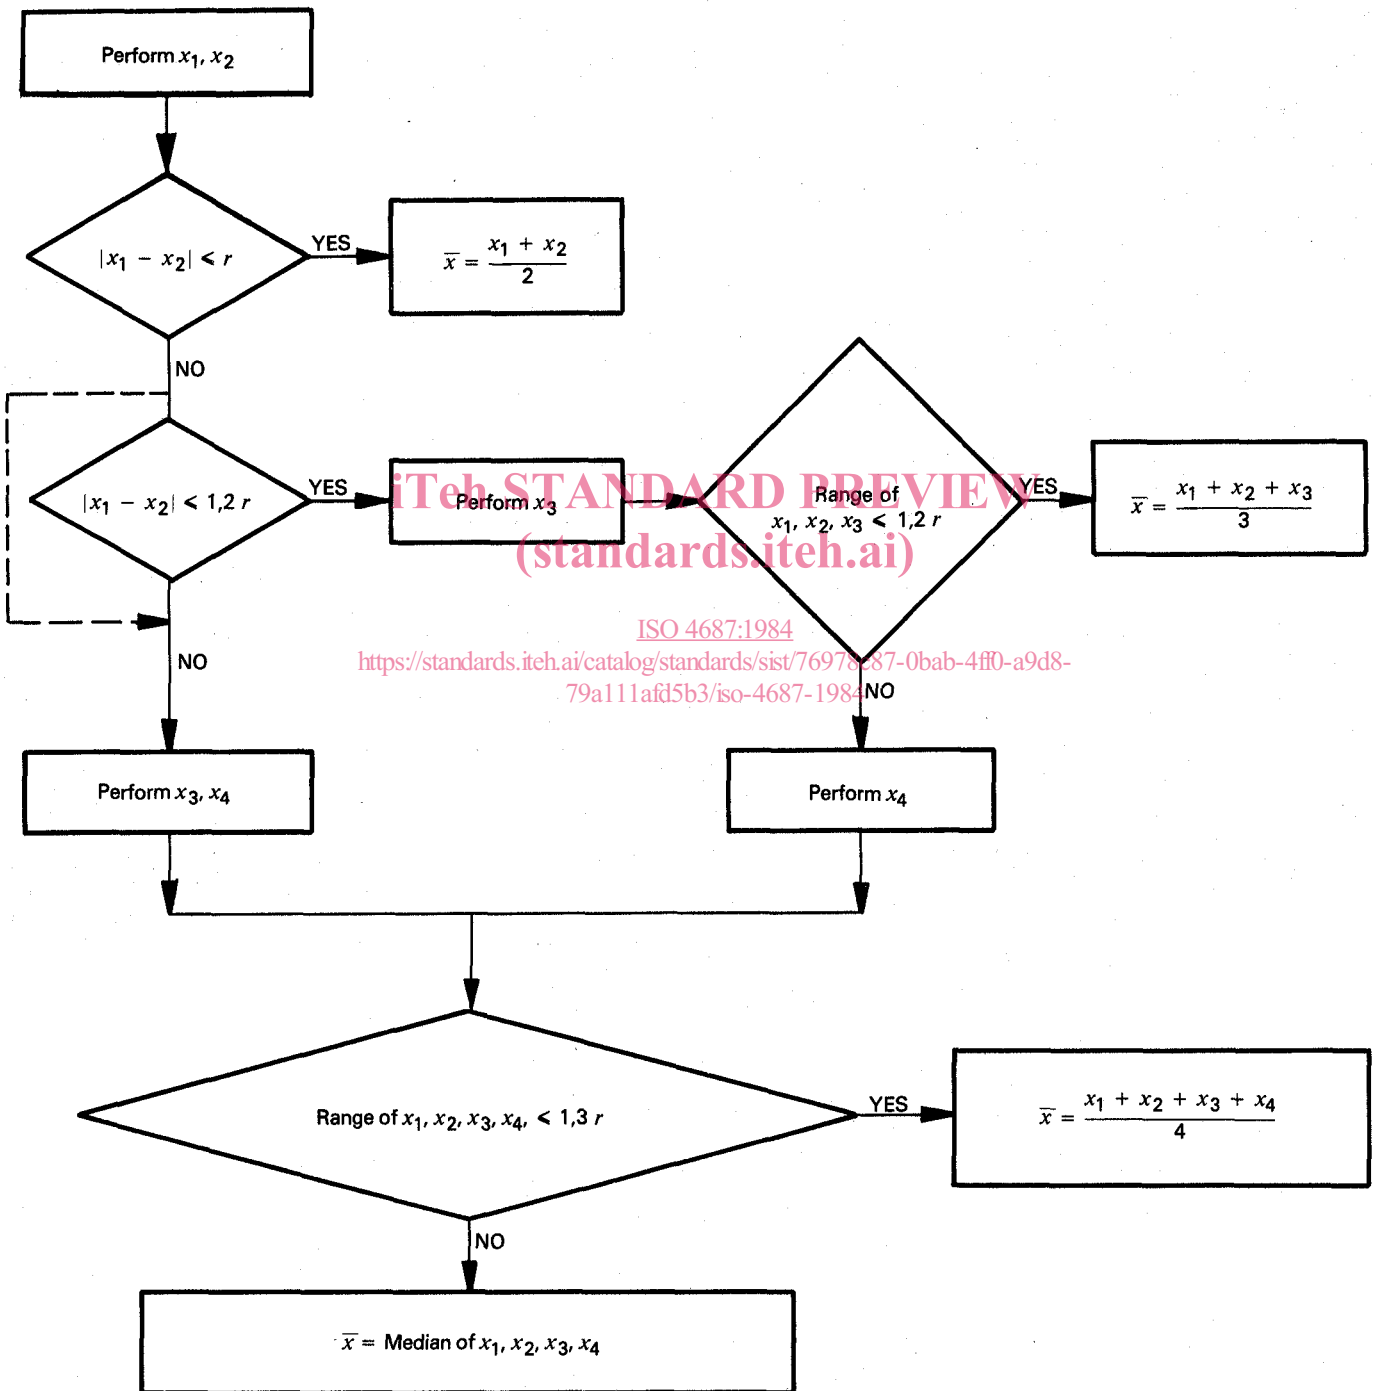 Perform x1, x2
|x1 − x2| ⩽ r
YES
x̅ = (x1 + x2) / 2
NO
|x1 − x2| ⩽ 1,2 r
YES
Perform x3
Range of
x1, x2, x3 ⩽ 1,2 r
YES
x̅ = (x1 + x2 + x3) / 3
iTeh STANDARD PREVIEW
(standards.iteh.ai)
ISO 4687:1984
https://standards.iteh.ai/catalog/standards/sist/76978e87-0bab-4ff0-a9d8-
79a111afd5b3/iso-4687-1984
NO
NO
Perform x3, x4
Perform x4
Range of x1, x2, x3, x4, ⩽ 1,3 r
YES
x̅ = (x1 + x2 + x3 + x4) / 4
NO
x̅ = Median of x1, x2, x3, x4